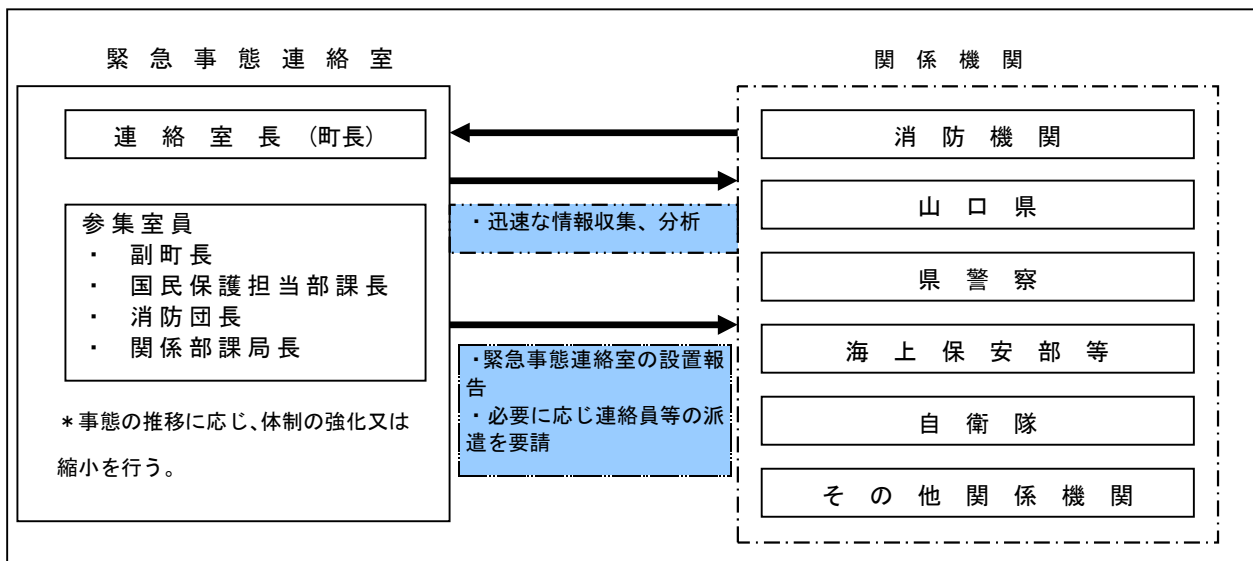 緊急事態連絡室
関係機関
連絡室長（町長）
参集室員
・ 副町長
・ 国民保護担当部課長
・ 消防団長
・ 関係部課局長
＊事態の推移に応じ、体制の強化又は
縮小を行う。
・迅速な情報収集、分析
・緊急事態連絡室の設置報
告
・必要に応じ連絡員等の派
遣を要請
消防機関
山口県
県警察
海上保安部等
自衛隊
その他関係機関